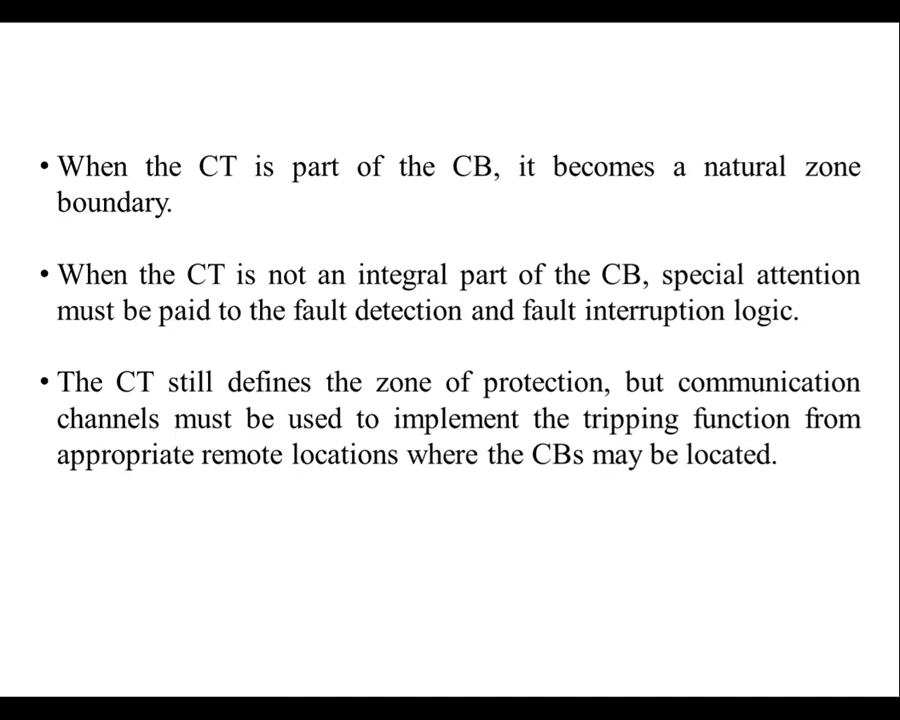 • When the CT is part of the CB, it becomes a natural zone
boundary.
• When the CT is not an integral part of the CB, special attention
must be paid to the fault detection and fault interruption logic.
• The CT still defines the zone of protection, but communication
channels must be used to implement the tripping function from
appropriate remote locations where the CBs may be located.